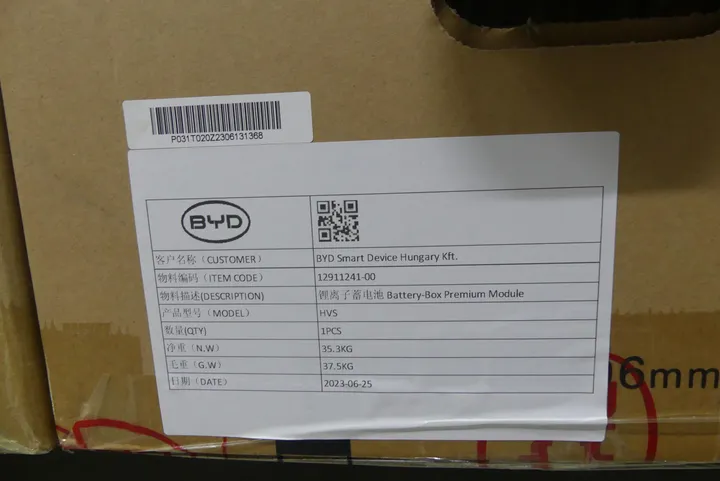 P031T020Z2306131368
BYD
客户名称（CUSTOMER） BYD Smart Device Hungary Kft.
物料编码（ITEM CODE） 12911241-00
物料描述(DESCRIPTION) 锂离子蓄电池 Battery-Box Premium Module
产品型号（MODEL） HVS
数量(QTY) 1PCS
净重（N.W） 35.3KG
毛重（G.W） 37.5KG
日期（DATE） 2023-06-25
6mm